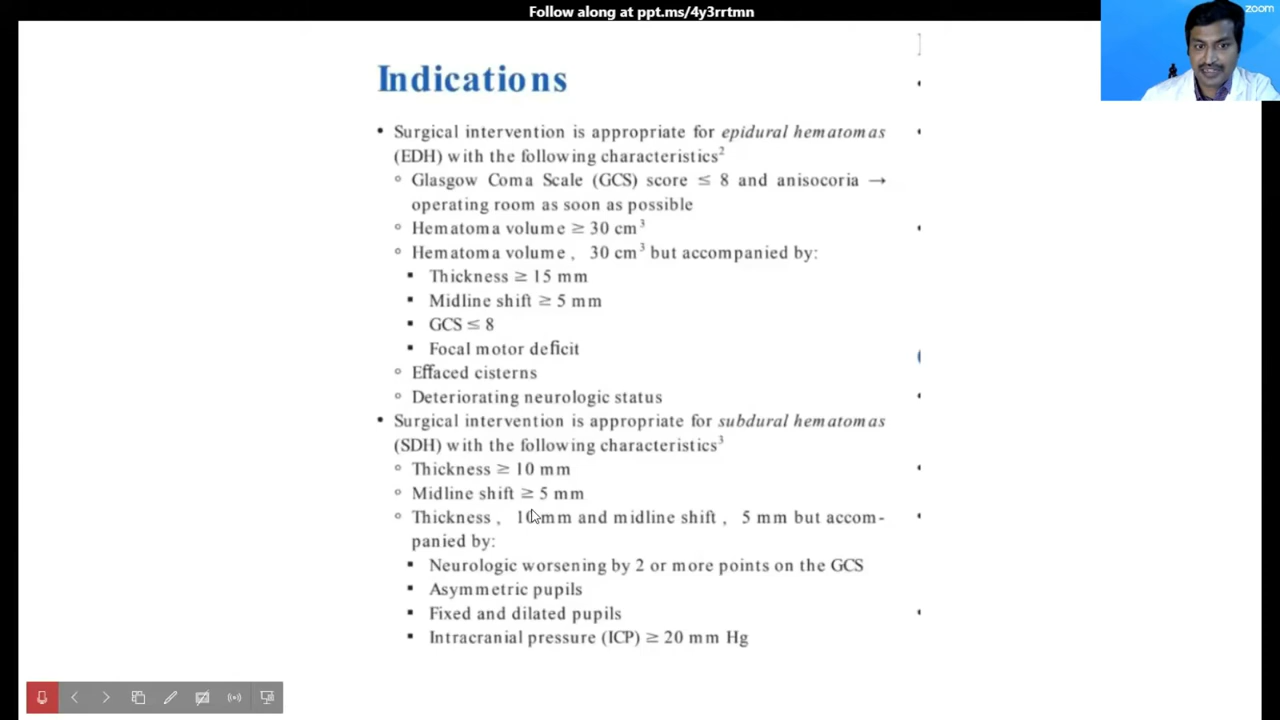 Follow along at ppt.ms/4y3rrtmn
zoom
Indications
• Surgical intervention is appropriate for epidural hematomas
(EDH) with the following characteristics²
◦ Glasgow Coma Scale (GCS) score ≤ 8 and anisocoria →
operating room as soon as possible
◦ Hematoma volume ≥ 30 cm³
◦ Hematoma volume , 30 cm³ but accompanied by:
▪ Thickness ≥ 15 mm
▪ Midline shift ≥ 5 mm
▪ GCS ≤ 8
▪ Focal motor deficit
◦ Effaced cisterns
◦ Deteriorating neurologic status
• Surgical intervention is appropriate for subdural hematomas
(SDH) with the following characteristics³
◦ Thickness ≥ 10 mm
◦ Midline shift ≥ 5 mm
◦ Thickness , 10 mm and midline shift , 5 mm but accom-
panied by:
▪ Neurologic worsening by 2 or more points on the GCS
▪ Asymmetric pupils
▪ Fixed and dilated pupils
▪ Intracranial pressure (ICP) ≥ 20 mm Hg